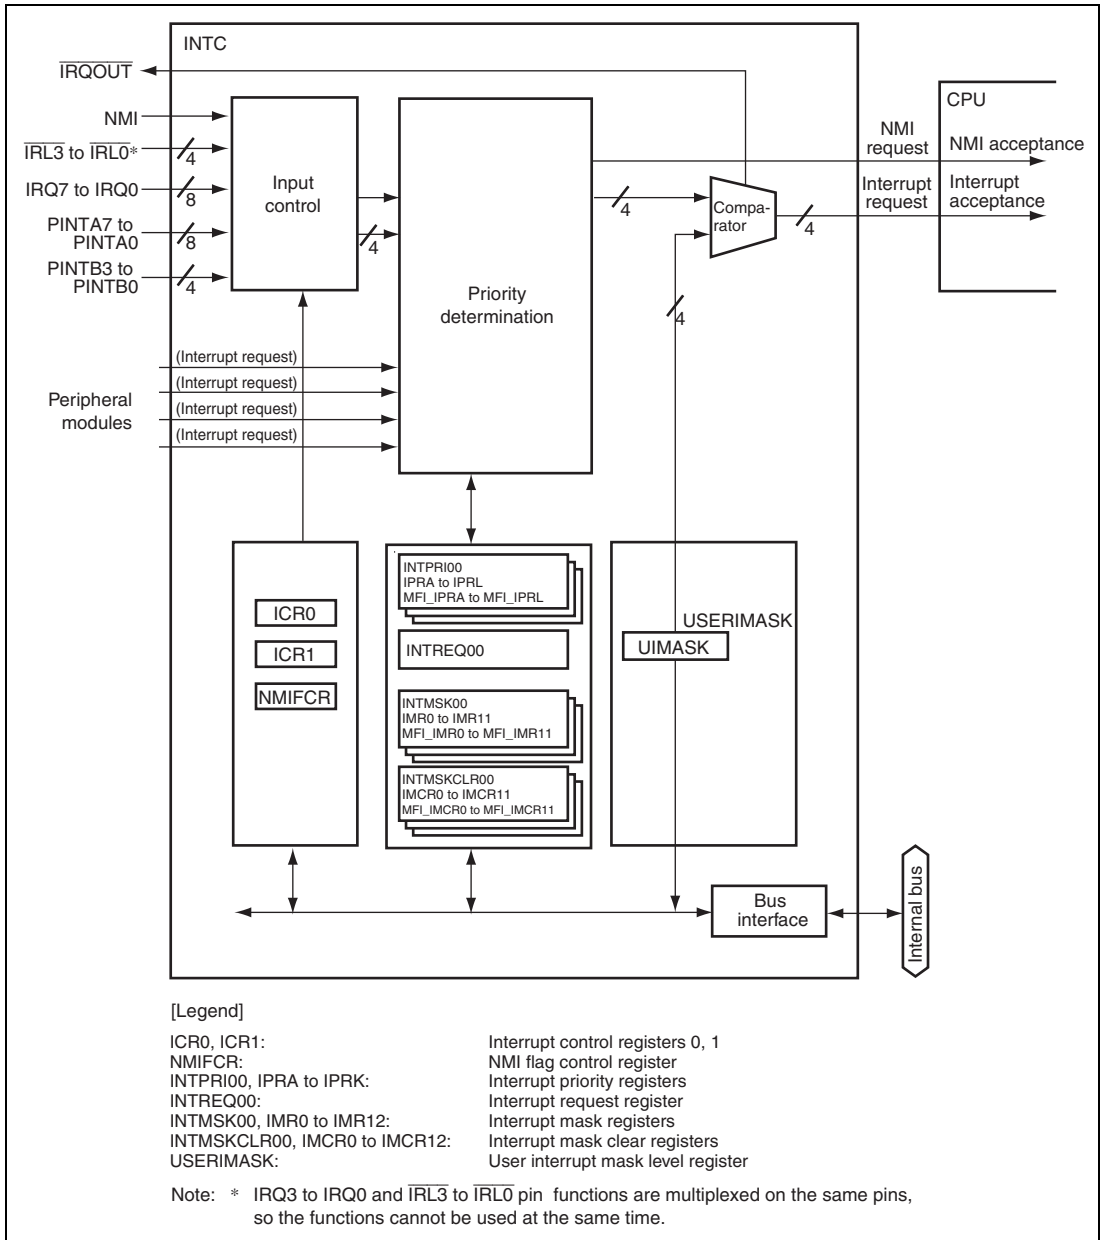 INTC
IRQOUT
NMI
IRL3 to IRL0*
4
IRQ7 to IRQ0
8
PINTA7 to
PINTA0
8
PINTB3 to
PINTB0
4
Input
control
4
Priority
determination
4
Compa-
rator
4
4
NMI
request
Interrupt
request
CPU
NMI acceptance
Interrupt
acceptance
Peripheral
modules
(Interrupt request)
(Interrupt request)
(Interrupt request)
(Interrupt request)
ICR0
ICR1
NMIFCR
INTPRI00
IPRA to IPRL
MFI_IPRA to MFI_IPRL
INTREQ00
INTMSK00
IMR0 to IMR11
MFI_IMR0 to MFI_IMR11
INTMSKCLR00
IMCR0 to IMCR11
MFI_IMCR0 to MFI_IMCR11
USERIMASK
UIMASK
Bus
interface
Internal bus
[Legend]
ICR0, ICR1: Interrupt control registers 0, 1
NMIFCR: NMI flag control register
INTPRI00, IPRA to IPRK: Interrupt priority registers
INTREQ00: Interrupt request register
INTMSK00, IMR0 to IMR12: Interrupt mask registers
INTMSKCLR00, IMCR0 to IMCR12: Interrupt mask clear registers
USERIMASK: User interrupt mask level register
Note: * IRQ3 to IRQ0 and IRL3 to IRL0 pin functions are multiplexed on the same pins,
so the functions cannot be used at the same time.